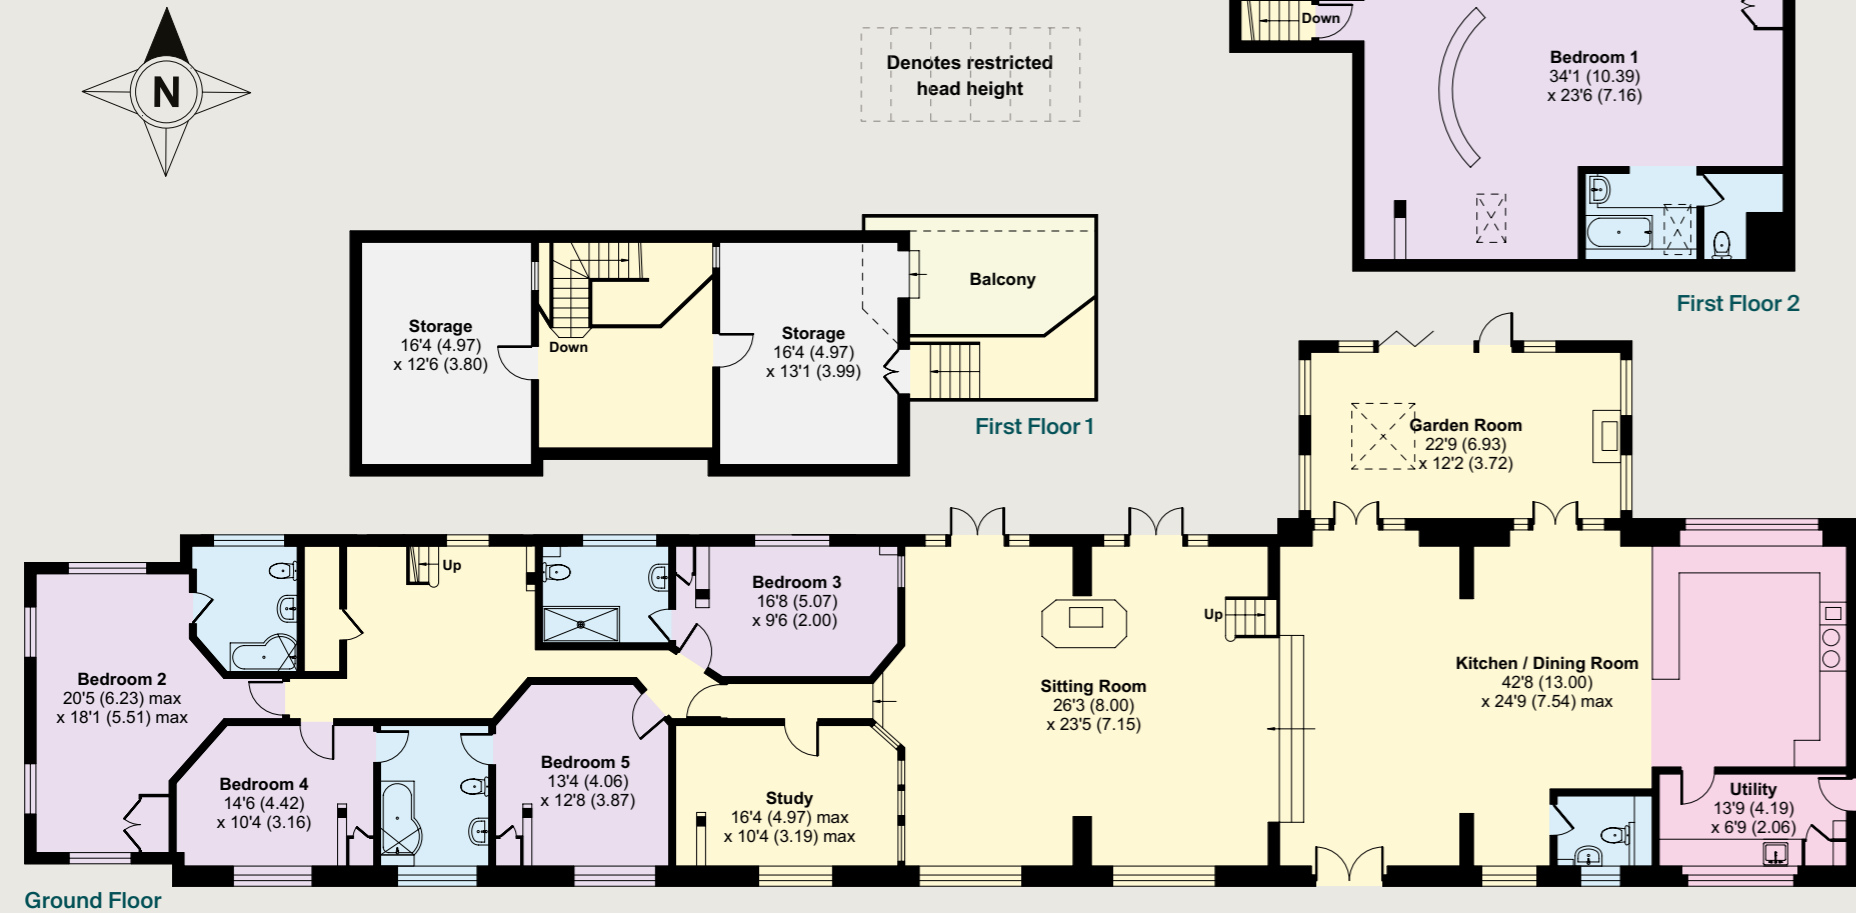 N
Denotes restricted
head height
Down
Bedroom 1
34'1 (10.39)
x 23'6 (7.16)
First Floor 2
Storage
16'4 (4.97)
x 12'6 (3.80)
Down
Storage
16'4 (4.97)
x 13'1 (3.99)
Balcony
First Floor 1
Garden Room
22'9 (6.93)
x 12'2 (3.72)
Up
Bedroom 3
16'8 (5.07)
x 9'6 (2.00)
Up
Bedroom 2
20'5 (6.23) max
x 18'1 (5.51) max
Sitting Room
26'3 (8.00)
x 23'5 (7.15)
Kitchen / Dining Room
42'8 (13.00)
x 24'9 (7.54) max
Bedroom 4
14'6 (4.42)
x 10'4 (3.16)
Bedroom 5
13'4 (4.06)
x 12'8 (3.87)
Study
16'4 (4.97) max
x 10'4 (3.19) max
Utility
13'9 (4.19)
x 6'9 (2.06)
Ground Floor